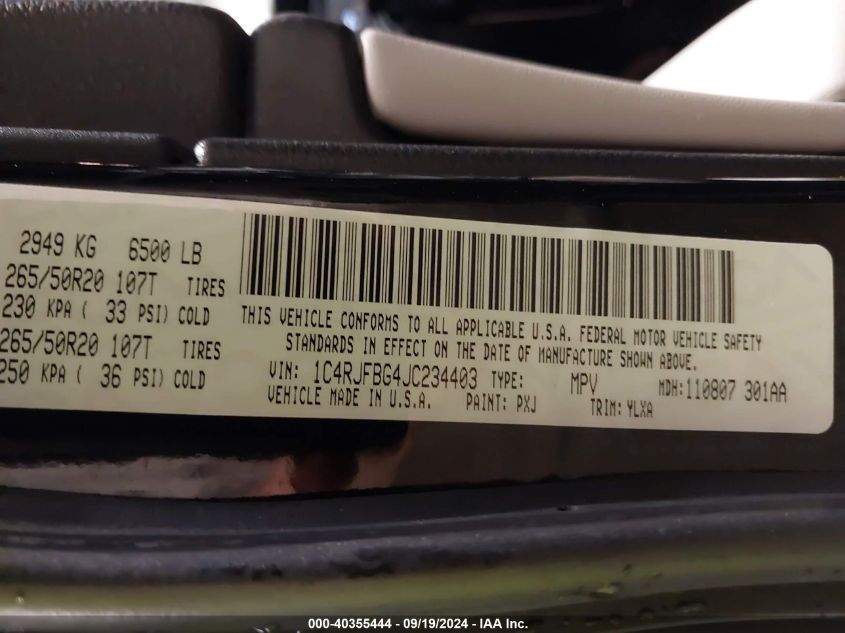 2949 KG 6500 LB
265/50R20 107T TIRES
230 KPA ( 33 PSI) COLD
265/50R20 107T TIRES
250 KPA ( 36 PSI) COLD
THIS VEHICLE CONFORMS TO ALL APPLICABLE U.S.A. FEDERAL MOTOR VEHICLE SAFETY
STANDARDS IN EFFECT ON THE DATE OF MANUFACTURE SHOWN ABOVE.
VIN: 1C4RJFBG4JC234403 TYPE: MPV MDH:110807 301AA
VEHICLE MADE IN U.S.A. PAINT: PXJ TRIM: YLXA
000-40355444 - 09/19/2024 - IAA Inc.